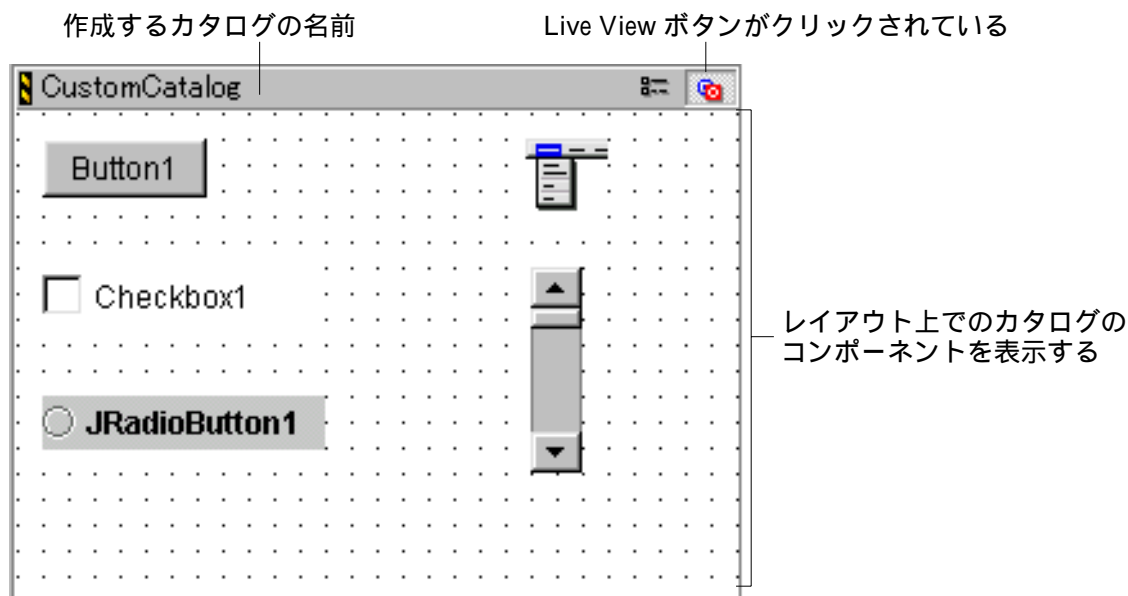 作成するカタログの名前
Live View ボタンがクリックされている
CustomCatalog
Button1
Checkbox1
レイアウト上でのカタログの
コンポーネントを表示する
JRadioButton1